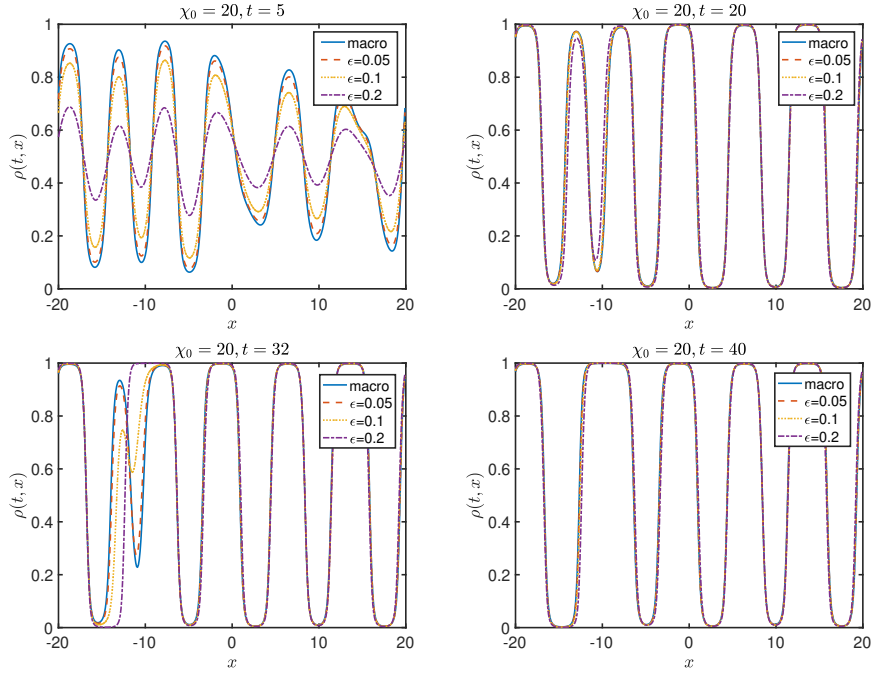 χ₀ = 20, t = 5
1
0.8
0.6
0.4
0.2
0
ρ(t, x)
macro
ϵ=0.05
ϵ=0.1
ϵ=0.2
-20 -10 0 10 20
x
χ₀ = 20, t = 20
1
0.8
0.6
0.4
0.2
0
ρ(t, x)
macro
ϵ=0.05
ϵ=0.1
ϵ=0.2
-20 -10 0 10 20
x
χ₀ = 20, t = 32
1
0.8
0.6
0.4
0.2
0
ρ(t, x)
macro
ϵ=0.05
ϵ=0.1
ϵ=0.2
-20 -10 0 10 20
x
χ₀ = 20, t = 40
1
0.8
0.6
0.4
0.2
0
ρ(t, x)
macro
ϵ=0.05
ϵ=0.1
ϵ=0.2
-20 -10 0 10 20
x